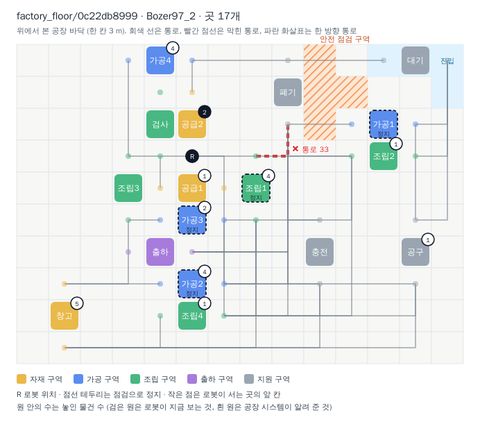 factory_floor/0c22db8999 · Bozer97_2 · 곳 17개
위에서 본 공장 바닥 (한 칸 3 m). 회색 선은 통로, 빨간 점선은 막힌 통로, 파란 화살표는 한 방향 통로
안전 점검 구역
4
가공4
대기
진입
폐기
2
검사
공급2
가공1
정지
통로 33
R
1
조립2
1
4
조립3
공급1
조립1
정지
2
가공3
정지
1
출하
충전
공구
4
가공2
정지
5
1
창고
조립4
자재 구역
가공 구역
조립 구역
출하 구역
지원 구역
R 로봇 위치 · 점선 테두리는 점검으로 정지 · 작은 점은 로봇이 서는 곳의 앞 칸
원 안의 수는 놓인 물건 수 (검은 원은 로봇이 지금 보는 것, 흰 원은 공장 시스템이 알려 준 것)